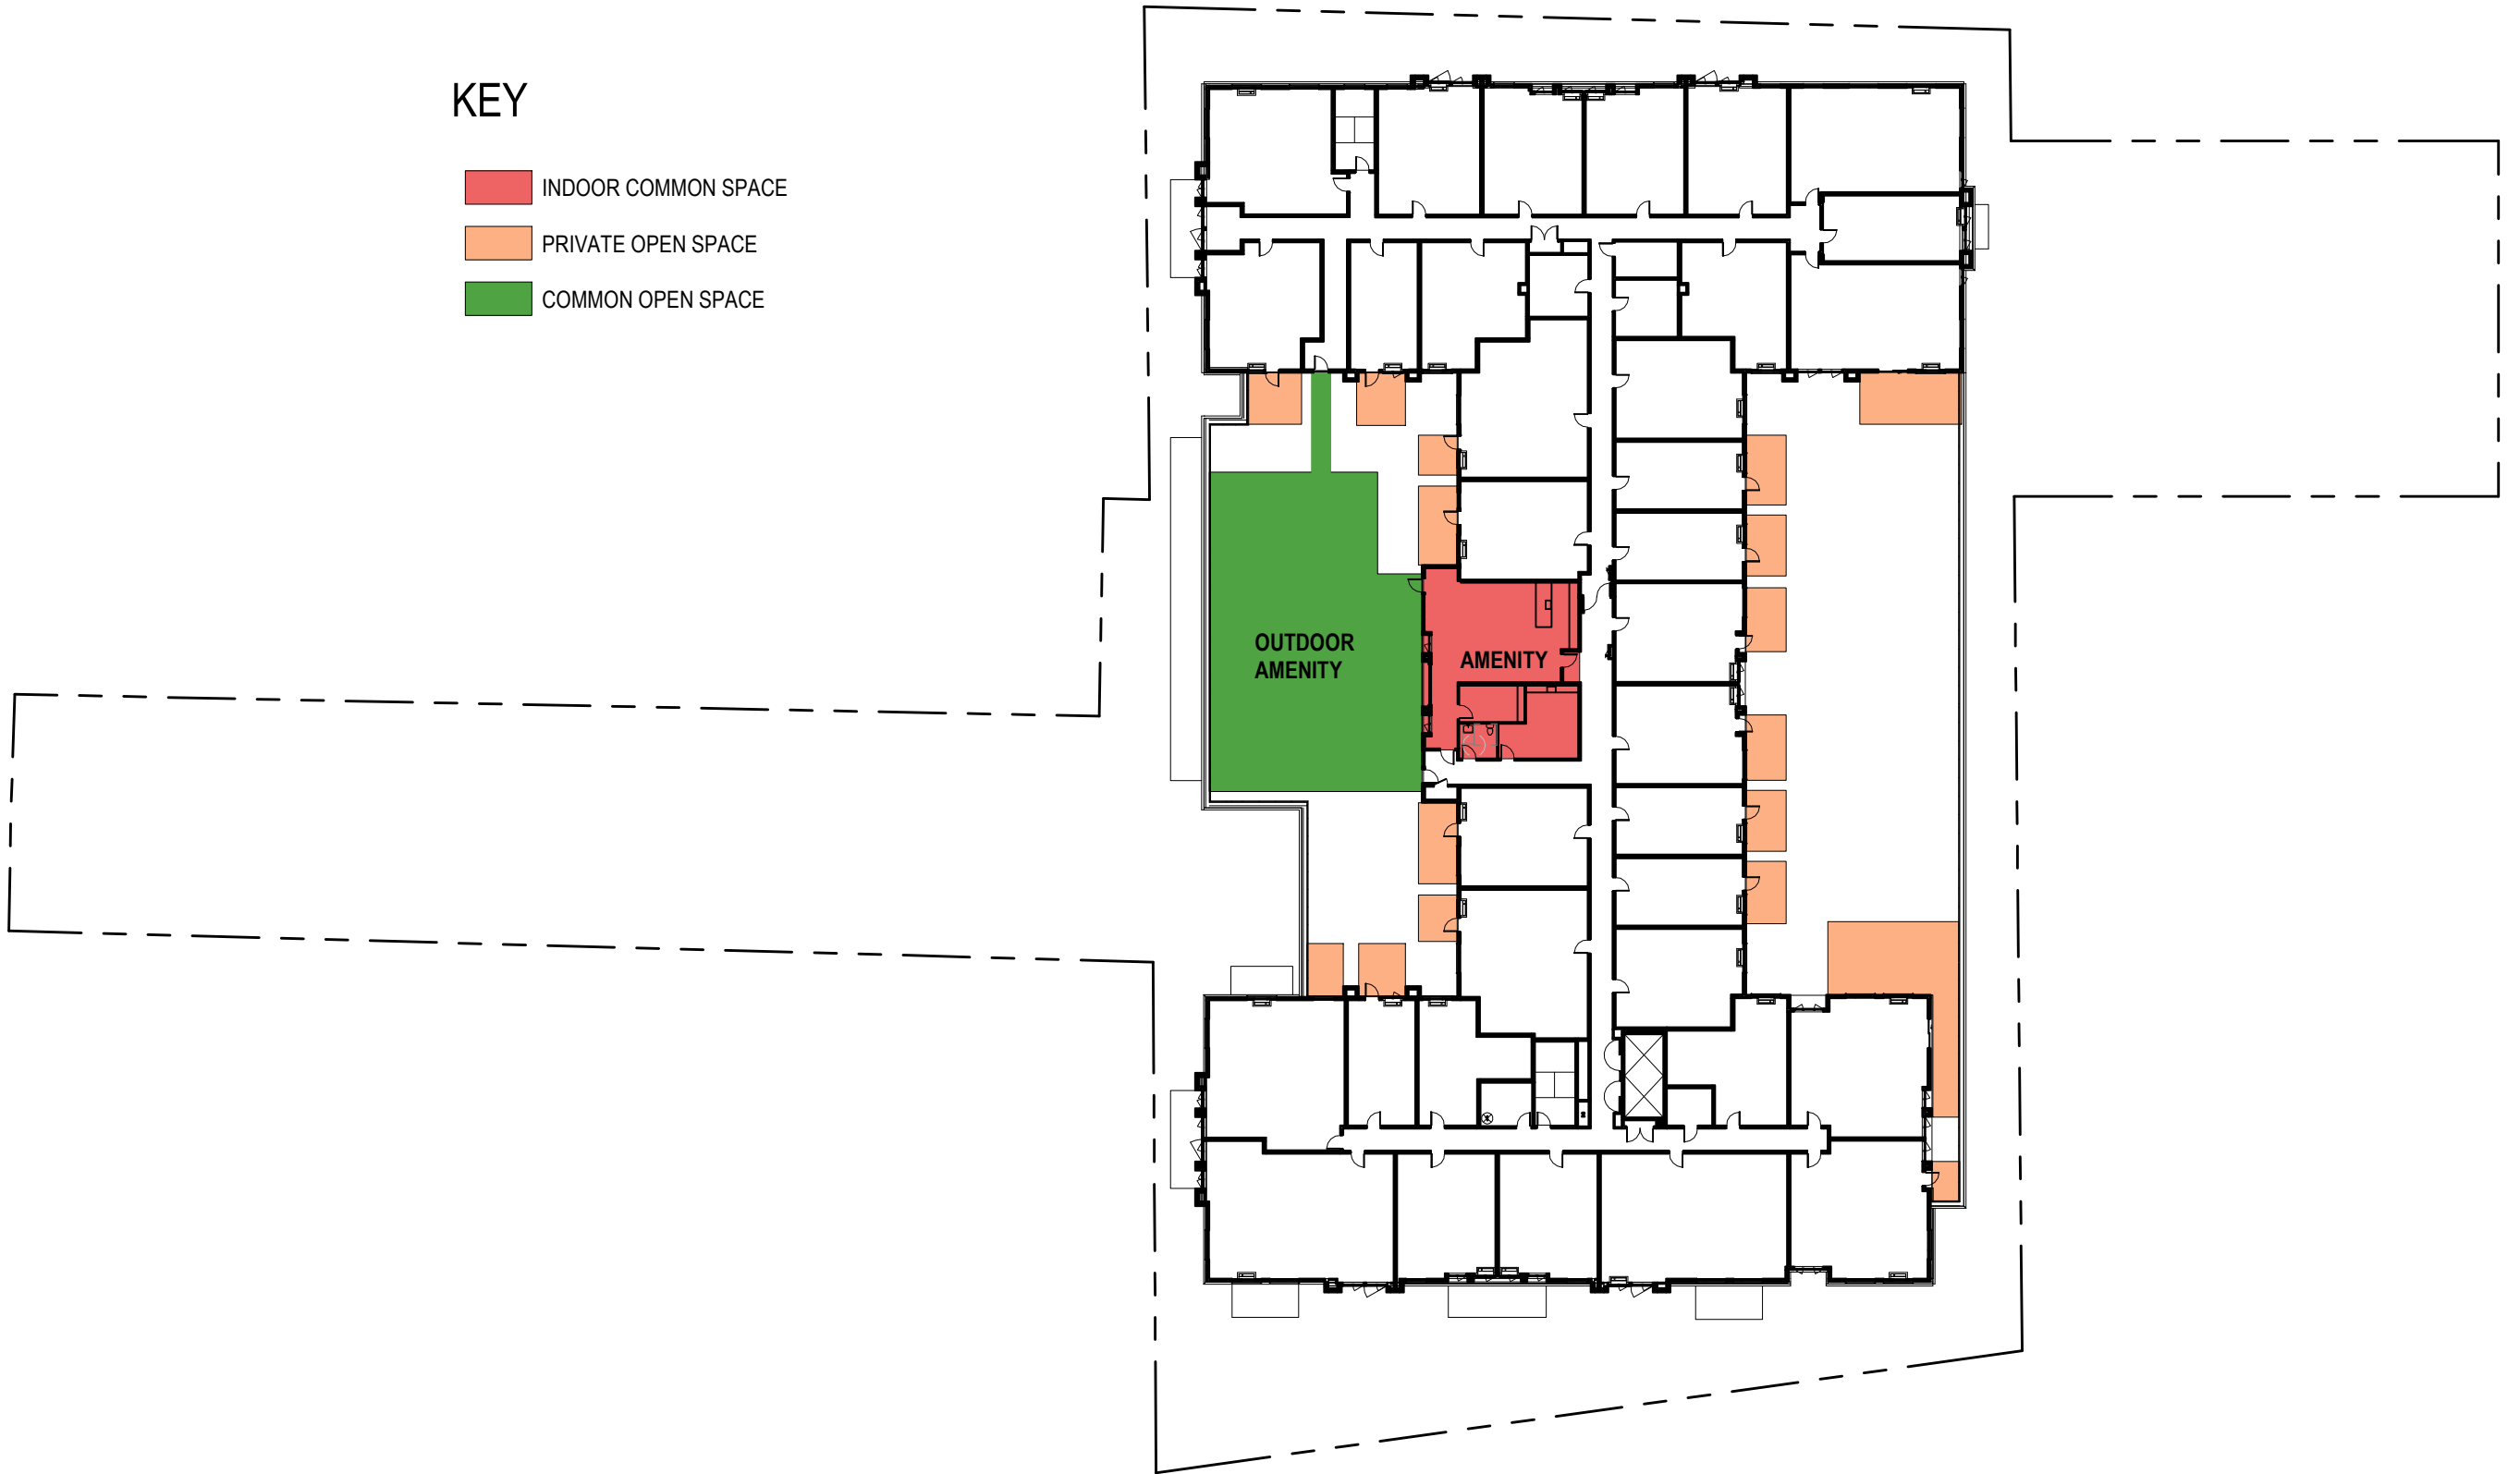 KEY
INDOOR COMMON SPACE
PRIVATE OPEN SPACE
COMMON OPEN SPACE
OUTDOOR
AMENITY
AMENITY